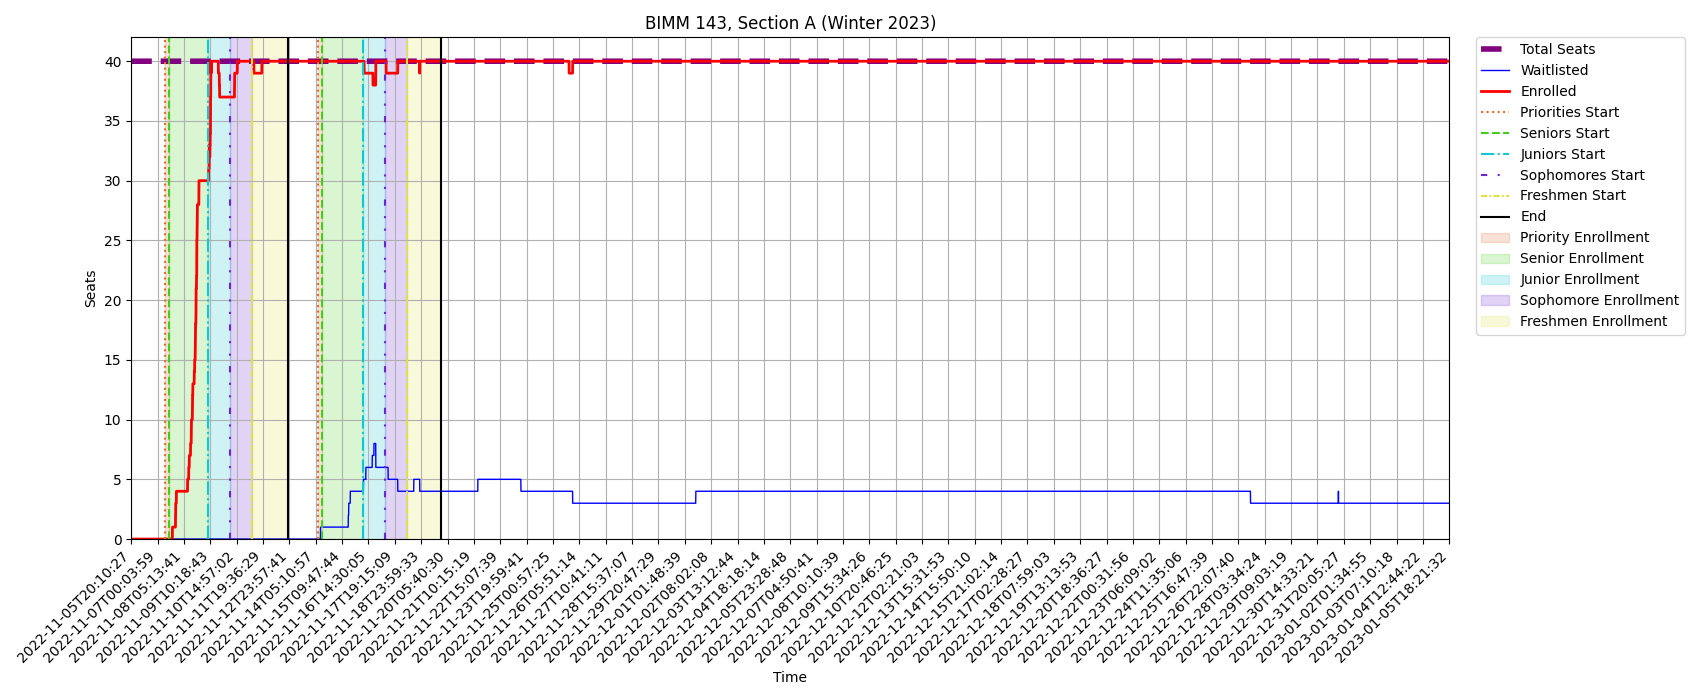 BIMM 143, Section A (Winter 2023)
Total Seats
Waitlisted
Enrolled
Priorities Start
Seniors Start
Juniors Start
Sophomores Start
Freshmen Start
End
Priority Enrollment
Senior Enrollment
Junior Enrollment
Sophomore Enrollment
Freshmen Enrollment
Seats
40
35
30
25
20
15
10
5
0
2022-11-05T20:10:27
2022-11-07T00:03:59
2022-11-08T05:13:41
2022-11-09T10:18:43
2022-11-10T14:57:02
2022-11-11T19:36:29
2022-11-12T23:57:41
2022-11-14T05:10:57
2022-11-15T09:47:44
2022-11-16T14:30:05
2022-11-17T19:15:09
2022-11-18T23:59:33
2022-11-20T05:40:30
2022-11-21T10:15:19
2022-11-22T15:07:39
2022-11-23T19:59:41
2022-11-25T00:57:25
2022-11-26T05:51:14
2022-11-27T10:41:11
2022-11-28T15:37:07
2022-11-29T20:47:29
2022-12-01T01:48:39
2022-12-02T08:02:08
2022-12-03T13:12:44
2022-12-04T18:18:14
2022-12-05T23:28:48
2022-12-07T04:50:41
2022-12-08T10:10:39
2022-12-09T15:34:26
2022-12-10T20:46:25
2022-12-12T10:21:03
2022-12-13T15:31:53
2022-12-14T15:50:10
2022-12-15T21:02:14
2022-12-17T02:28:27
2022-12-18T07:59:03
2022-12-19T13:13:53
2022-12-20T18:36:27
2022-12-22T00:31:56
2022-12-23T06:09:02
2022-12-24T11:35:06
2022-12-25T16:47:39
2022-12-26T22:07:40
2022-12-28T03:34:24
2022-12-29T09:03:19
2022-12-30T14:33:21
2022-12-31T20:05:27
2023-01-02T01:34:55
2023-01-03T07:10:18
2023-01-04T12:44:22
2023-01-05T18:21:32
Time